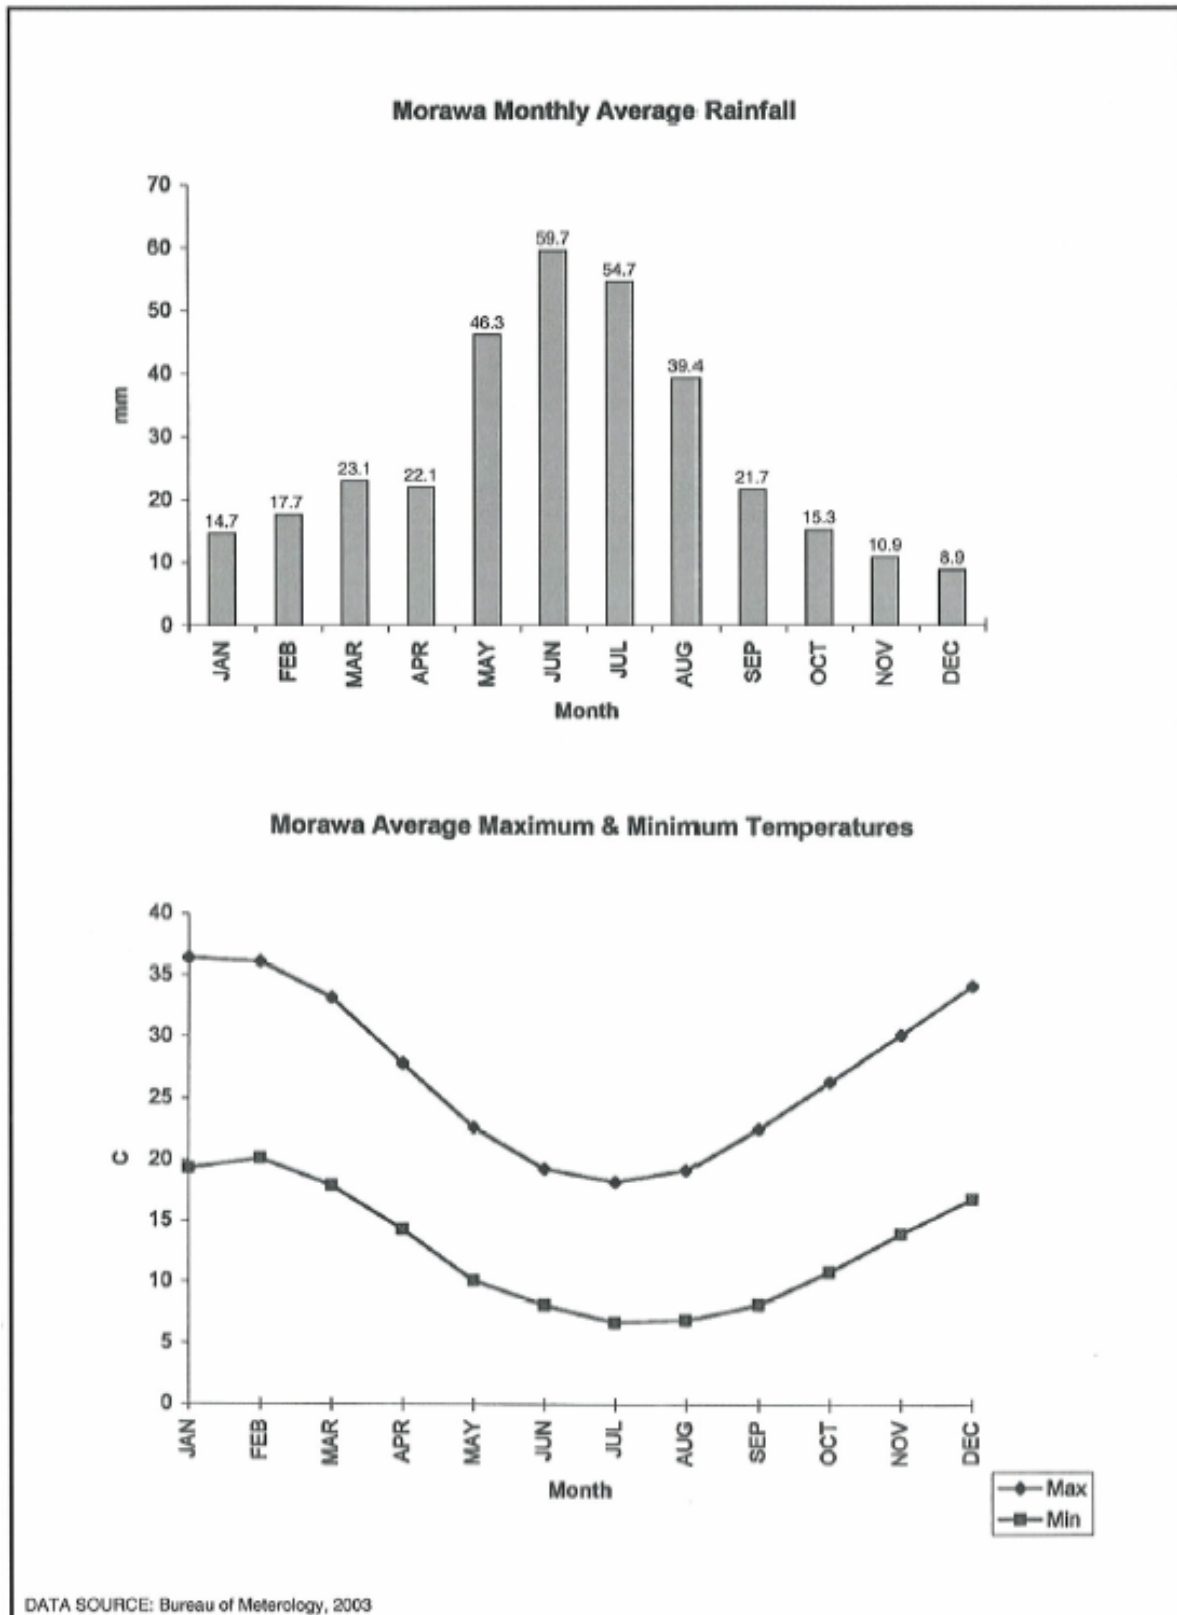 Morawa Monthly Average Rainfall
70
60
50
40
30
20
10
0
mm
14.7
17.7
23.1
22.1
46.3
59.7
54.7
39.4
21.7
15.3
10.9
8.9
JAN
FEB
MAR
APR
MAY
JUN
JUL
AUG
SEP
OCT
NOV
DEC
Month
Morawa Average Maximum & Minimum Temperatures
40
35
30
25
20
15
10
5
0
C
JAN
FEB
MAR
APR
MAY
JUN
JUL
AUG
SEP
OCT
NOV
DEC
Month
Max
Min
DATA SOURCE: Bureau of Meterology, 2003